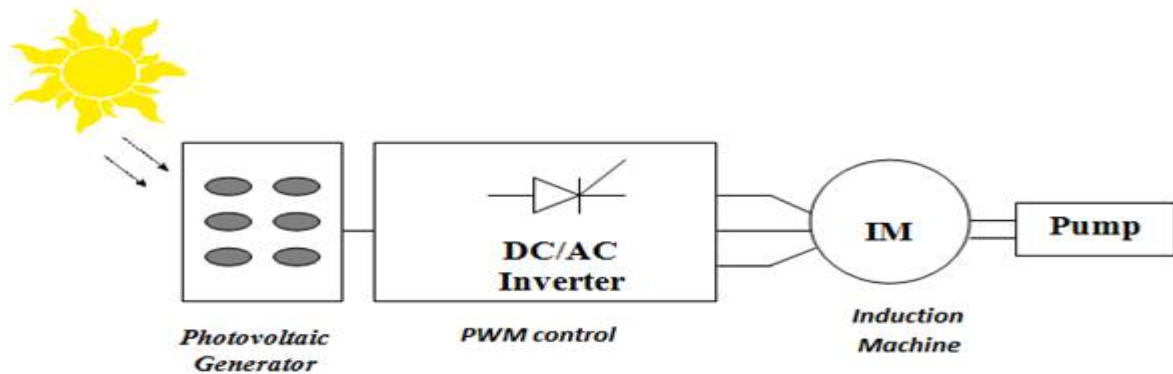 DC/AC
Inverter
IM
Pump
Photovoltaic
Generator
PWM control
Induction
Machine